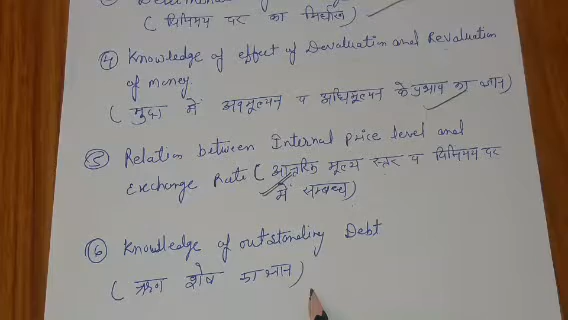 (विनिमय दर का निर्धारण)
④ Knowledge of effect of Devaluation and Revaluation
of money.
(मुद्रा में अवमूल्यन व अधिमूल्यन के प्रभाव का ज्ञान)
⑤ Relation between Internal price level and
Exchange Rate (आन्तरिक मूल्य स्तर व विनिमय दर
में सम्बन्ध)
⑥ Knowledge of outstanding Debt
(ऋण शेष का ज्ञान)